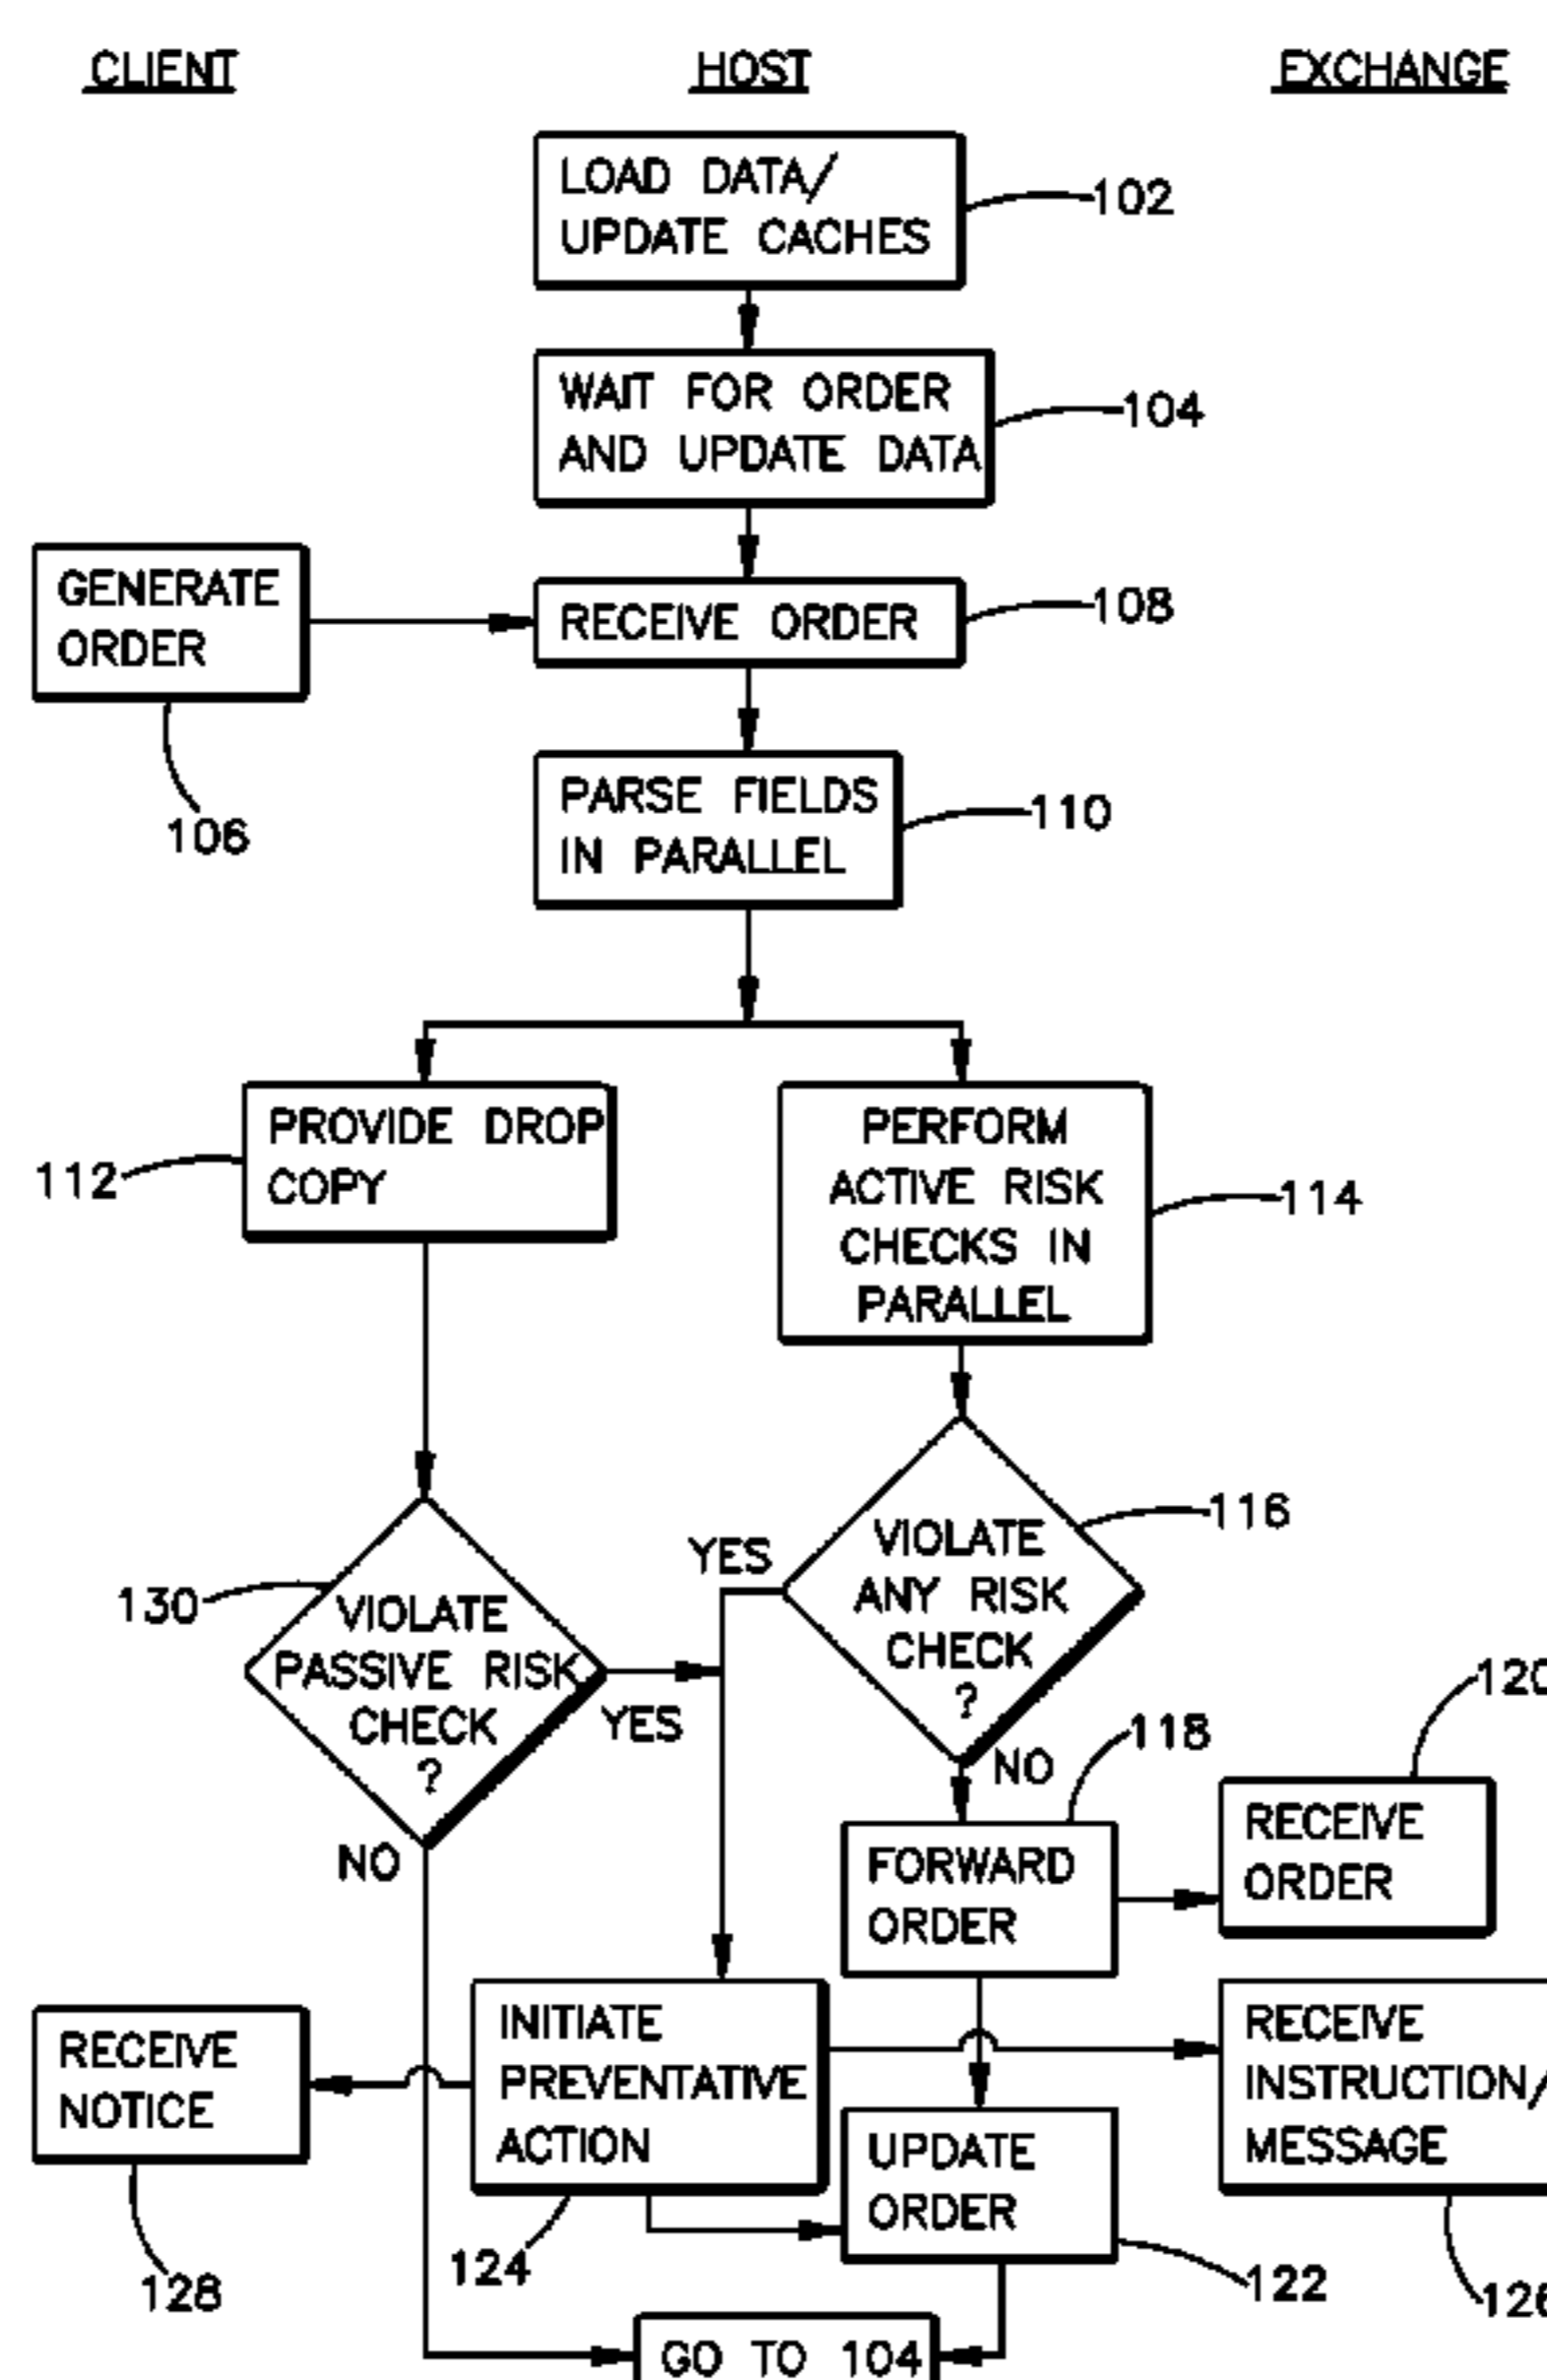 CLIENT
HOST
EXCHANGE
LOAD DATA/
UPDATE CACHES
102
WAIT FOR ORDER
AND UPDATE DATA
104
GENERATE
ORDER
106
RECEIVE ORDER
108
PARSE FIELDS
IN PARALLEL
110
PROVIDE DROP
COPY
112
PERFORM
ACTIVE RISK
CHECKS IN
PARALLEL
114
VIOLATE
PASSIVE RISK
CHECK
?
130
YES
NO
VIOLATE
ANY RISK
CHECK
?
116
YES
NO
118
FORWARD
ORDER
120
RECEIVE
ORDER
RECEIVE
NOTICE
128
INITIATE
PREVENTATIVE
ACTION
124
UPDATE
ORDER
122
RECEIVE
INSTRUCTION/
MESSAGE
126
GO TO 104